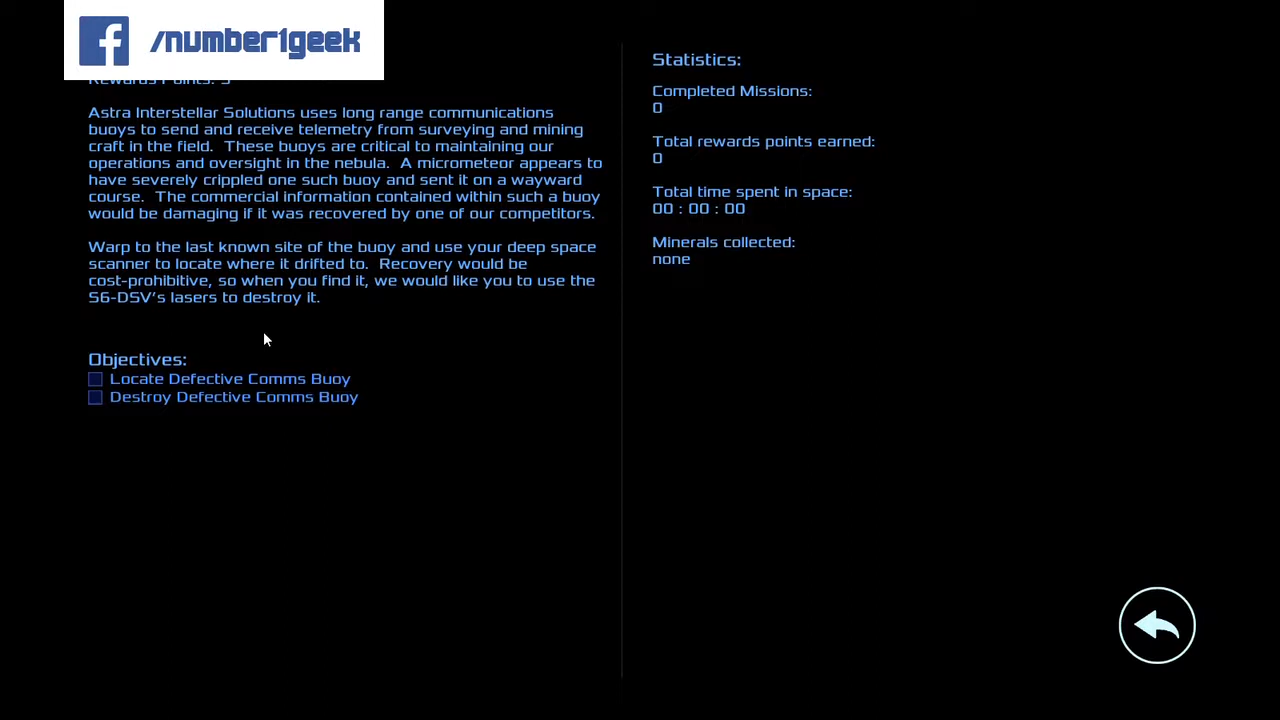 /number1geek
Rewards Points: 5
Astra Interstellar Solutions uses long range communications
buoys to send and receive telemetry from surveying and mining
craft in the field.  These buoys are critical to maintaining our
operations and oversight in the nebula.  A micrometeor appears to
have severely crippled one such buoy and sent it on a wayward
course.  The commercial information contained within such a buoy
would be damaging if it was recovered by one of our competitors.
Warp to the last known site of the buoy and use your deep space
scanner to locate where it drifted to.  Recovery would be
cost-prohibitive, so when you find it, we would like you to use the
S6-DSV's lasers to destroy it.
Objectives:
Locate Defective Comms Buoy
Destroy Defective Comms Buoy
Statistics:
Completed Missions:
0
Total rewards points earned:
0
Total time spent in space:
00 : 00 : 00
Minerals collected:
none